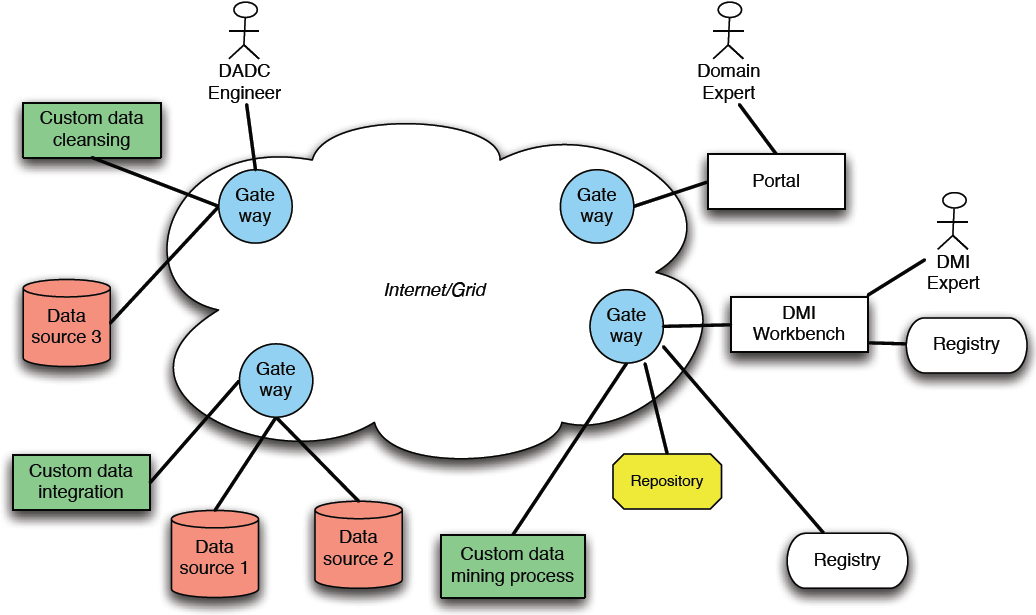 DADC
Engineer
Domain
Expert
Custom data
cleansing
Gate
way
Gate
way
Portal
DMI
Expert
Internet/Grid
Data
source 3
Gate
way
DMI
Workbench
Registry
Gate
way
Custom data
integration
Repository
Data
source 1
Data
source 2
Custom data
mining process
Registry